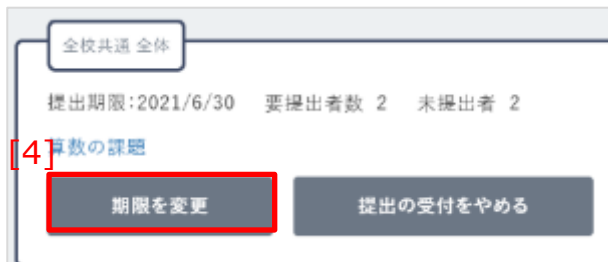 全校共通 全体
提出期限:2021/6/30 要提出者数 2 未提出者 2
[4]
算数の課題
期限を変更 提出の受付をやめる